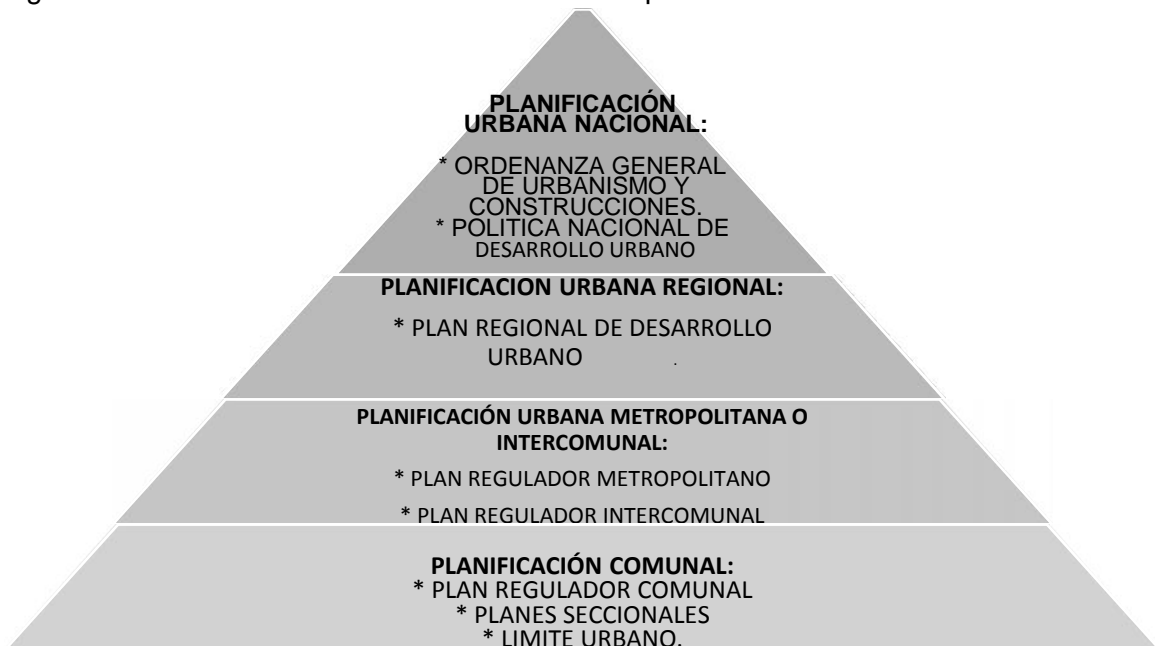 PLANIFICACIÓN
URBANA NACIONAL:
* ORDENANZA GENERAL
DE URBANISMO Y
CONSTRUCCIONES.
* POLITICA NACIONAL DE
DESARROLLO URBANO
PLANIFICACION URBANA REGIONAL:
* PLAN REGIONAL DE DESARROLLO
URBANO .
PLANIFICACIÓN URBANA METROPOLITANA O
INTERCOMUNAL:
* PLAN REGULADOR METROPOLITANO
* PLAN REGULADOR INTERCOMUNAL
PLANIFICACIÓN COMUNAL:
* PLAN REGULADOR COMUNAL
* PLANES SECCIONALES
* LIMITE URBANO.